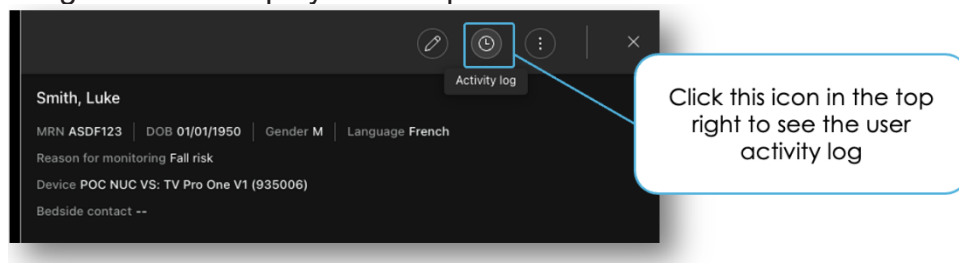 Activity log
Smith, Luke
MRN ASDF123 DOB 01/01/1950 Gender M Language French
Reason for monitoring Fall risk
Device POC NUC VS: TV Pro One V1 (935006)
Bedside contact --
Click this icon in the top
right to see the user
activity log